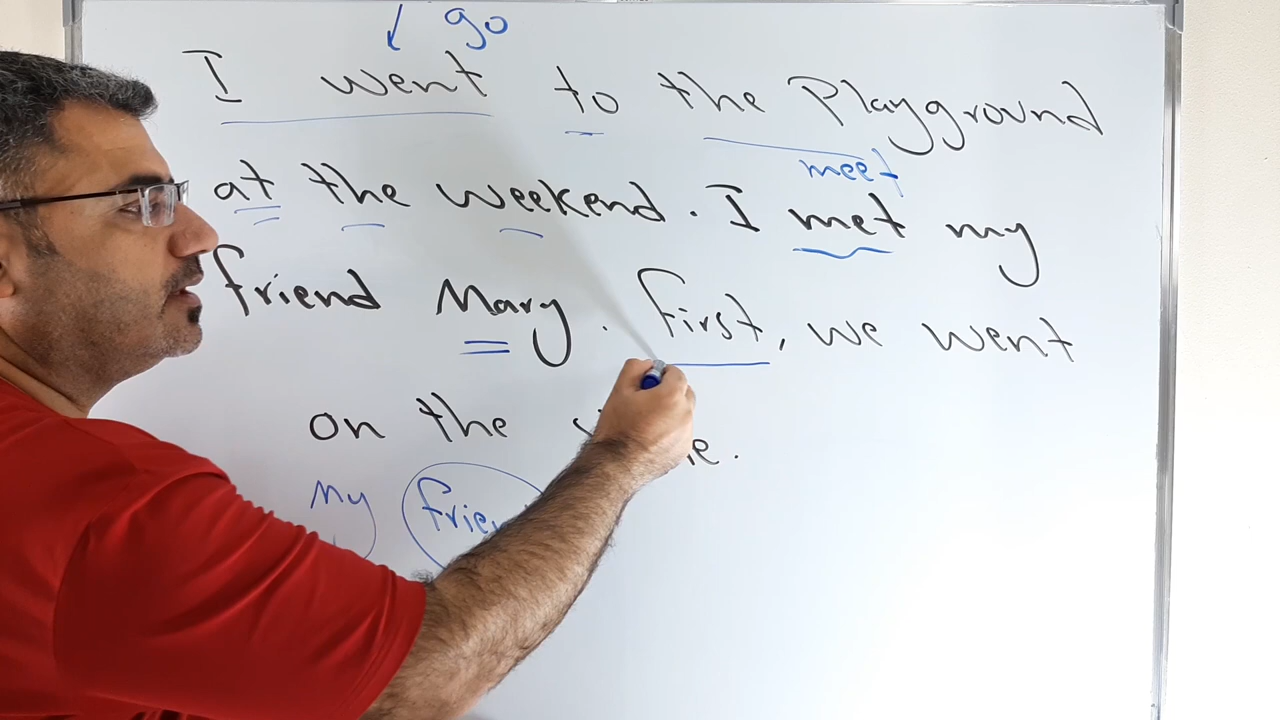 go
I went to the Playground
at the weekend. I met my
meet
friend Mary. First, we went
on the
my